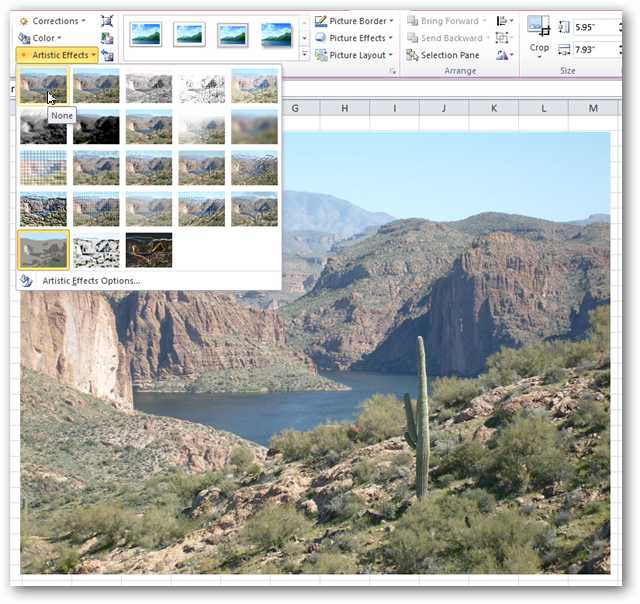 Corrections
Color
Artistic Effects
Picture Border
Picture Effects
Picture Layout
Bring Forward
Send Backward
Selection Pane
Arrange
Crop
5.95"
7.93"
Size
None
G H I J K L M
Artistic Effects Options...